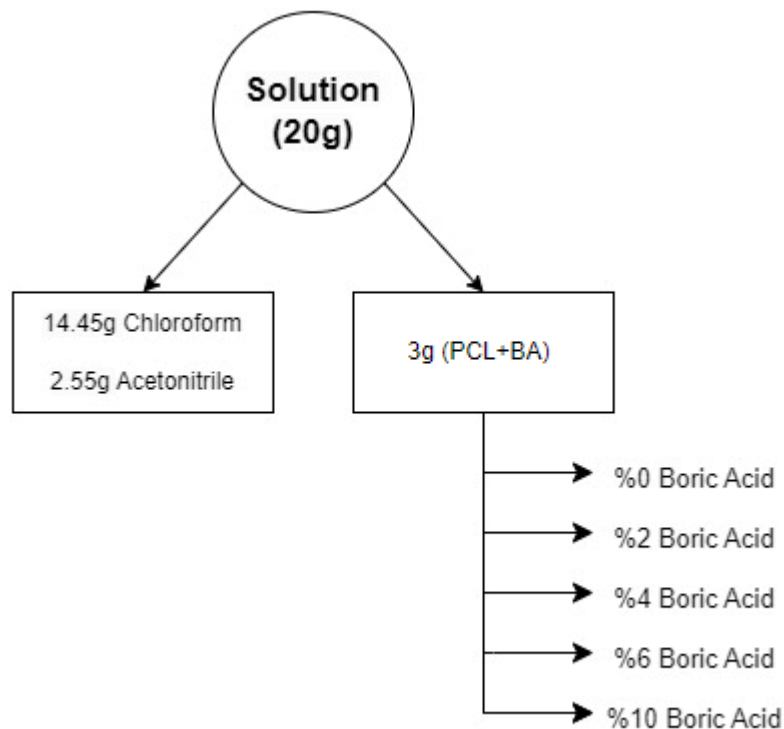 Solution
(20g)
14.45g Chloroform
2.55g Acetonitrile
3g (PCL+BA)
%0 Boric Acid
%2 Boric Acid
%4 Boric Acid
%6 Boric Acid
%10 Boric Acid